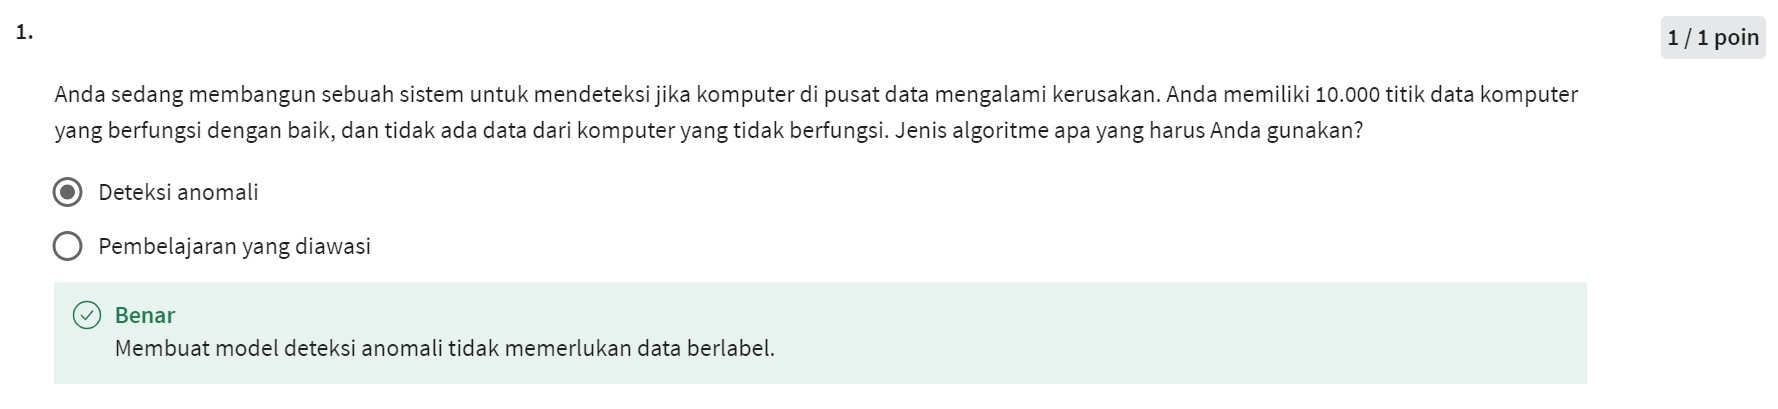 1.
1 / 1 poin
Anda sedang membangun sebuah sistem untuk mendeteksi jika komputer di pusat data mengalami kerusakan. Anda memiliki 10.000 titik data komputer
yang berfungsi dengan baik, dan tidak ada data dari komputer yang tidak berfungsi. Jenis algoritme apa yang harus Anda gunakan?
Deteksi anomali
Pembelajaran yang diawasi
Benar
Membuat model deteksi anomali tidak memerlukan data berlabel.